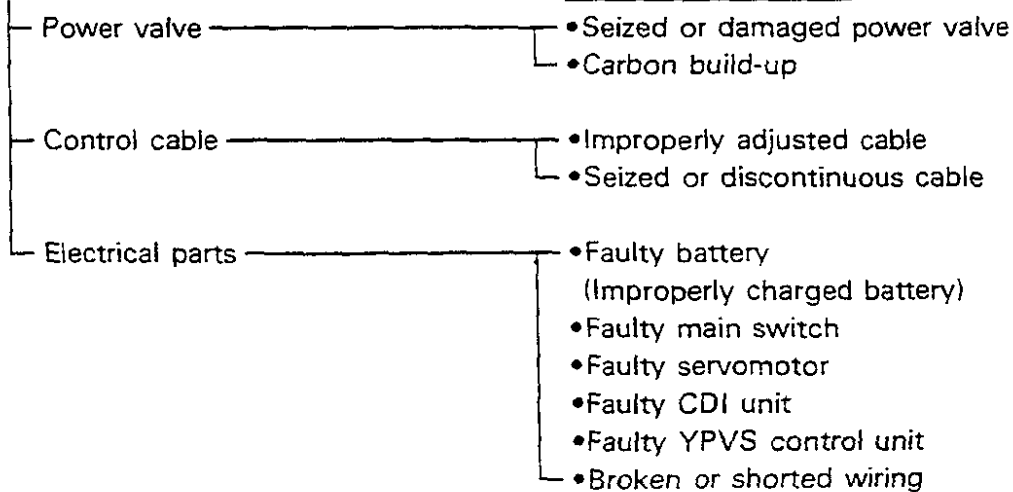 Power valve •Seized or damaged power valve
•Carbon build-up
Control cable •Improperly adjusted cable
•Seized or discontinuous cable
Electrical parts •Faulty battery
(Improperly charged battery)
•Faulty main switch
•Faulty servomotor
•Faulty CDI unit
•Faulty YPVS control unit
•Broken or shorted wiring